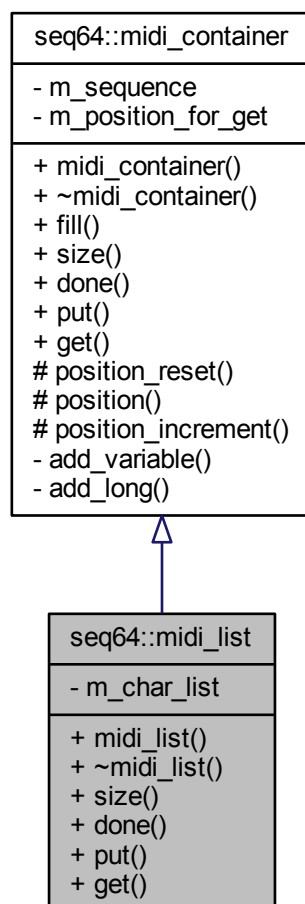 seq64::midi_container
- m_sequence
- m_position_for_get
+ midi_container()
+ ~midi_container()
+ fill()
+ size()
+ done()
+ put()
+ get()
# position_reset()
# position()
# position_increment()
- add_variable()
- add_long()
seq64::midi_list
- m_char_list
+ midi_list()
+ ~midi_list()
+ size()
+ done()
+ put()
+ get()